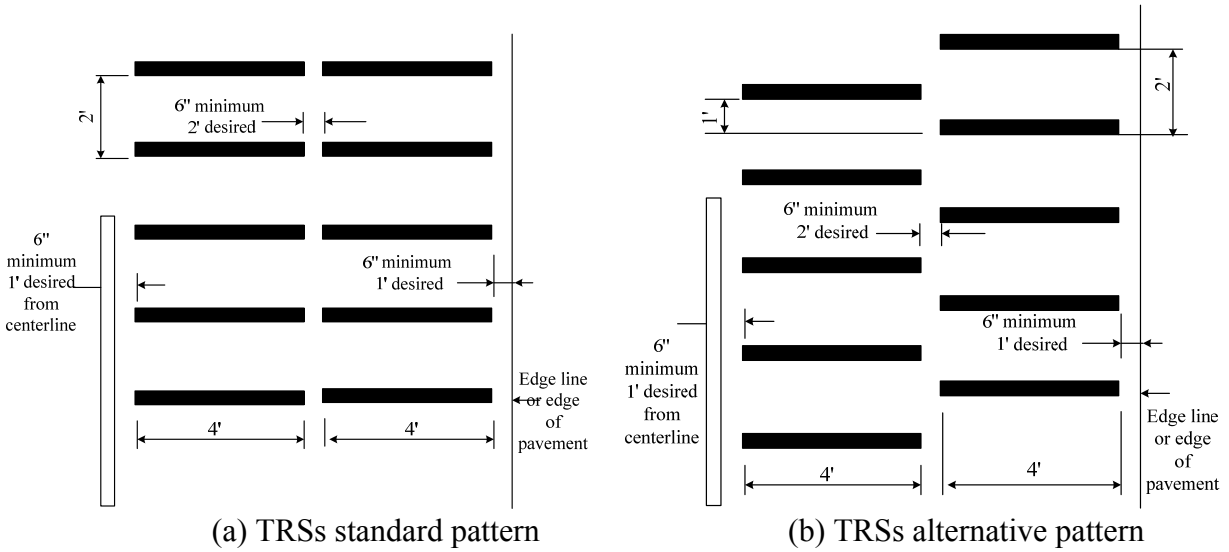 2'
6" minimum
2' desired
6"
minimum
1' desired
from
centerline
6" minimum
1' desired
Edge line
or edge
of
pavement
4'
4'
(a) TRSs standard pattern
1'
2'
6" minimum
2' desired
6"
minimum
1' desired
from
centerline
6" minimum
1' desired
Edge line
or edge
of
pavement
4'
4'
(b) TRSs alternative pattern